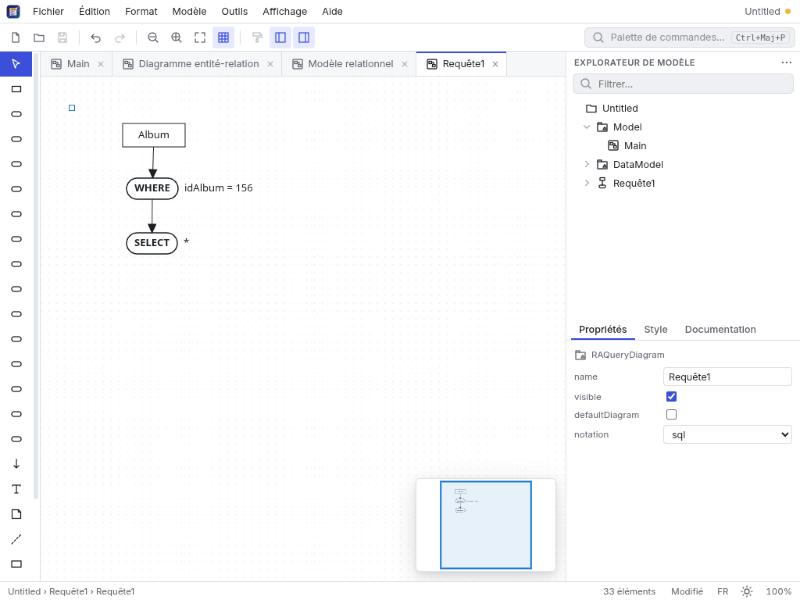 Fichier Édition Format Modèle Outils Affichage Aide Untitled
Palette de commandes... Ctrl+Maj+P
Main Diagramme entité-relation Modèle relationnel Requête1
EXPLORATEUR DE MODÈLE
Filtrer...
Untitled
Model
Main
DataModel
Requête1
Album
WHERE idAlbum = 156
SELECT *
Propriétés Style Documentation
RAQueryDiagram
name Requête1
visible
defaultDiagram
notation sql
Untitled › Requête1 › Requête1 33 éléments Modifié FR 100%